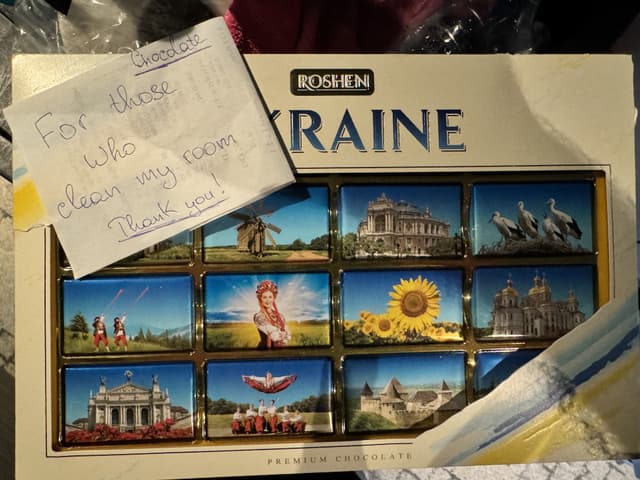 Chocolate
For those
who
clean my room
Thank you!
ROSHEN
KRAINE
PREMIUM CHOCOLATE